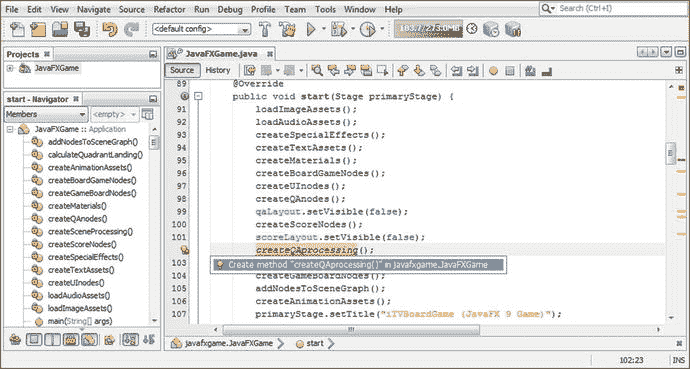 File Edit View Navigate Source Refactor Run Debug Profile Team Tools Window Help
Search (Ctrl+I)
<default config>
Projects
JavaFXGame
start - Navigator
Members
<empty>
JavaFXGame :: Application
addNodesToSceneGraph()
calculateQuadrantLanding()
createAnimationAssets()
createBoardGameNodes()
createGameBoardNodes()
createMaterials()
createQAnodes()
createSceneProcessing()
createScoreNodes()
createSpecialEffects()
createTextAssets()
createUInodes()
loadAudioAssets()
loadImageAssets()
main(String[] args)
JavaFXGame.java
Source History
89 @Override
public void start(Stage primaryStage) {
91 loadImageAssets();
92 loadAudioAssets();
93 createSpecialEffects();
94 createTextAssets();
95 createMaterials();
96 createBoardGameNodes();
97 createUInodes();
98 createQAnodes();
99 qaLayout.setVisible(false);
100 createScoreNodes();
101 scoreLayout.setVisible(false);
createQAprocessing();
103
Create method "createQAprocessing()" in javafxgame.JavaFXGame
104 createGameBoardNodes();
105 addNodesToSceneGraph();
106 createAnimationAssets();
107 primaryStage.setTitle("iTVBoardGame (JavaFX 9 Game)");
javafxgame.JavaFXGame
start
102:23
INS